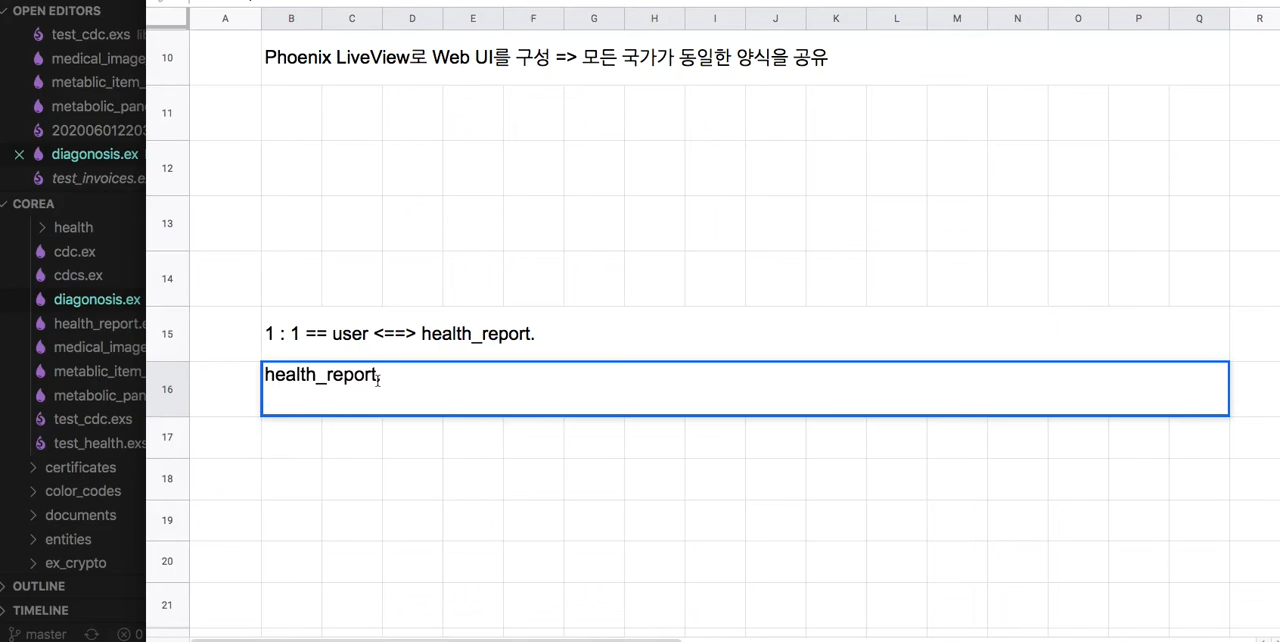 OPEN EDITORS
test_cdc.exs lib
medical_image
metablic_item_
metabolic_pan
20200601220
diagonosis.ex
test_invoices.e
COREA
health
cdc.ex
cdcs.ex
diagonosis.ex
health_report.e
medical_image
metablic_item_
metabolic_pan
test_cdc.exs
test_health.exs
certificates
color_codes
documents
entities
ex_crypto
OUTLINE
TIMELINE
master 0
A B C D E F G H I J K L M N O P Q R
10 Phoenix LiveView로 Web UI를 구성 => 모든 국가가 동일한 양식을 공유
11
12
13
14
15 1 : 1 == user <==> health_report.
16 health_report,
17
18
19
20
21